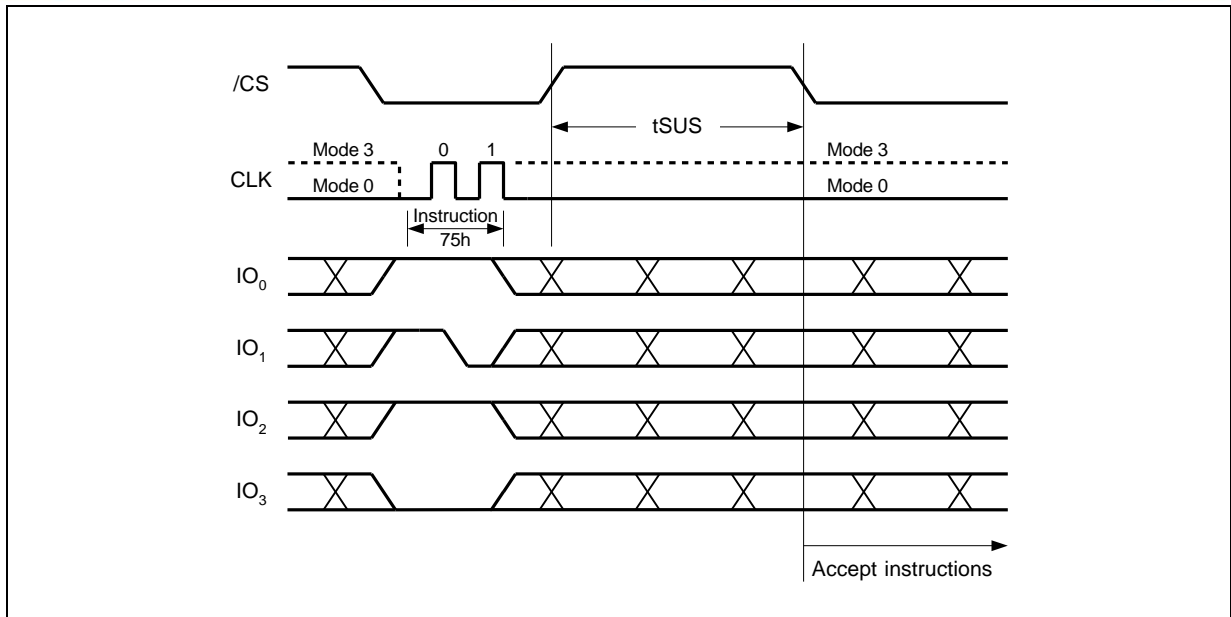 /CS
tSUS
Mode 3 0 1 Mode 3
CLK
Mode 0 Mode 0
Instruction
75h
IO0
IO1
IO2
IO3
Accept instructions